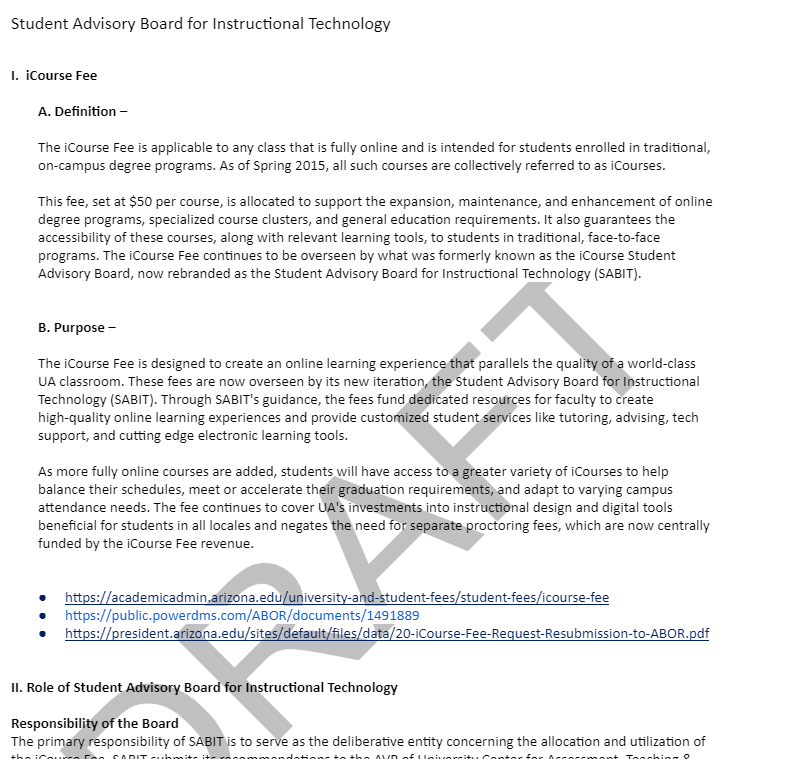 Student Advisory Board for Instructional Technology
I. iCourse Fee
A. Definition –
The iCourse Fee is applicable to any class that is fully online and is intended for students enrolled in traditional,
on-campus degree programs. As of Spring 2015, all such courses are collectively referred to as iCourses.
This fee, set at $50 per course, is allocated to support the expansion, maintenance, and enhancement of online
degree programs, specialized course clusters, and general education requirements. It also guarantees the
accessibility of these courses, along with relevant learning tools, to students in traditional, face-to-face
programs. The iCourse Fee continues to be overseen by what was formerly known as the iCourse Student
Advisory Board, now rebranded as the Student Advisory Board for Instructional Technology (SABIT).
B. Purpose –
The iCourse Fee is designed to create an online learning experience that parallels the quality of a world-class
UA classroom. These fees are now overseen by its new iteration, the Student Advisory Board for Instructional
Technology (SABIT). Through SABIT's guidance, the fees fund dedicated resources for faculty to create
high-quality online learning experiences and provide customized student services like tutoring, advising, tech
support, and cutting edge electronic learning tools.
As more fully online courses are added, students will have access to a greater variety of iCourses to help
balance their schedules, meet or accelerate their graduation requirements, and adapt to varying campus
attendance needs. The fee continues to cover UA's investments into instructional design and digital tools
beneficial for students in all locales and negates the need for separate proctoring fees, which are now centrally
funded by the iCourse Fee revenue.
● https://academicadmin.arizona.edu/university-and-student-fees/student-fees/icourse-fee
● https://public.powerdms.com/ABOR/documents/1491889
● https://president.arizona.edu/sites/default/files/data/20-iCourse-Fee-Request-Resubmission-to-ABOR.pdf
II. Role of Student Advisory Board for Instructional Technology
Responsibility of the Board
The primary responsibility of SABIT is to serve as the deliberative entity concerning the allocation and utilization of
the iCourse Fee. SABIT submits its recommendations to the AVP of University Center for Assessment, Teaching &
DRAFT